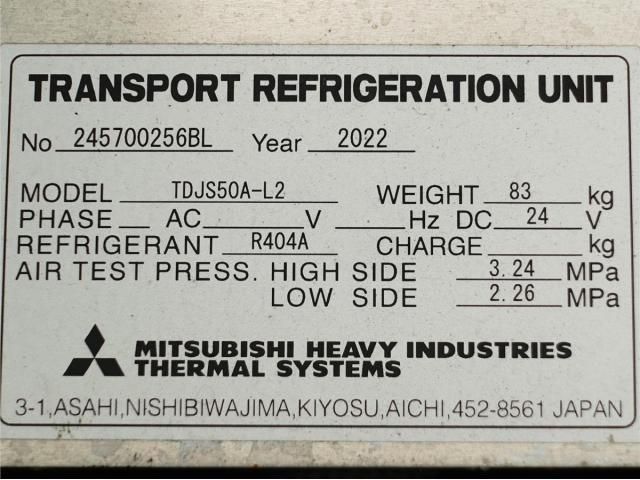 TRANSPORT REFRIGERATION UNIT
No 245700256BL Year 2022
MODEL TDJS50A-L2 WEIGHT 83 kg
PHASE AC V Hz DC 24 V
REFRIGERANT R404A CHARGE kg
AIR TEST PRESS. HIGH SIDE 3.24 MPa
LOW SIDE 2.26 MPa
MITSUBISHI HEAVY INDUSTRIES
THERMAL SYSTEMS
3-1,ASAHI,NISHIBIWAJIMA,KIYOSU,AICHI,452-8561 JAPAN